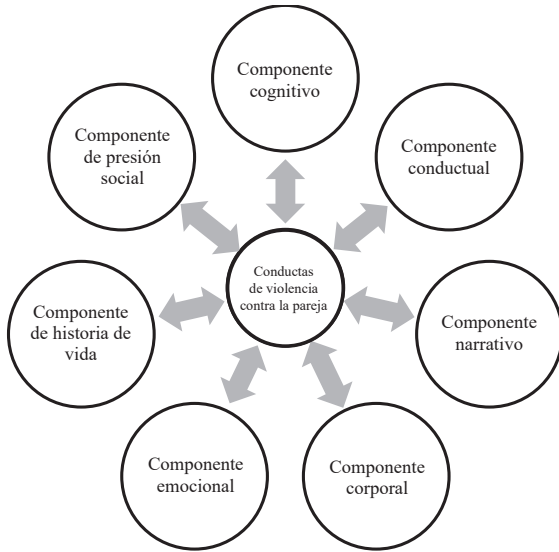 Componente
cognitivo
Componente
conductual
Componente
narrativo
Componente
corporal
Componente
emocional
Componente
de historia de
vida
Componente
de presión
social
Conductas
de violencia
contra la pareja